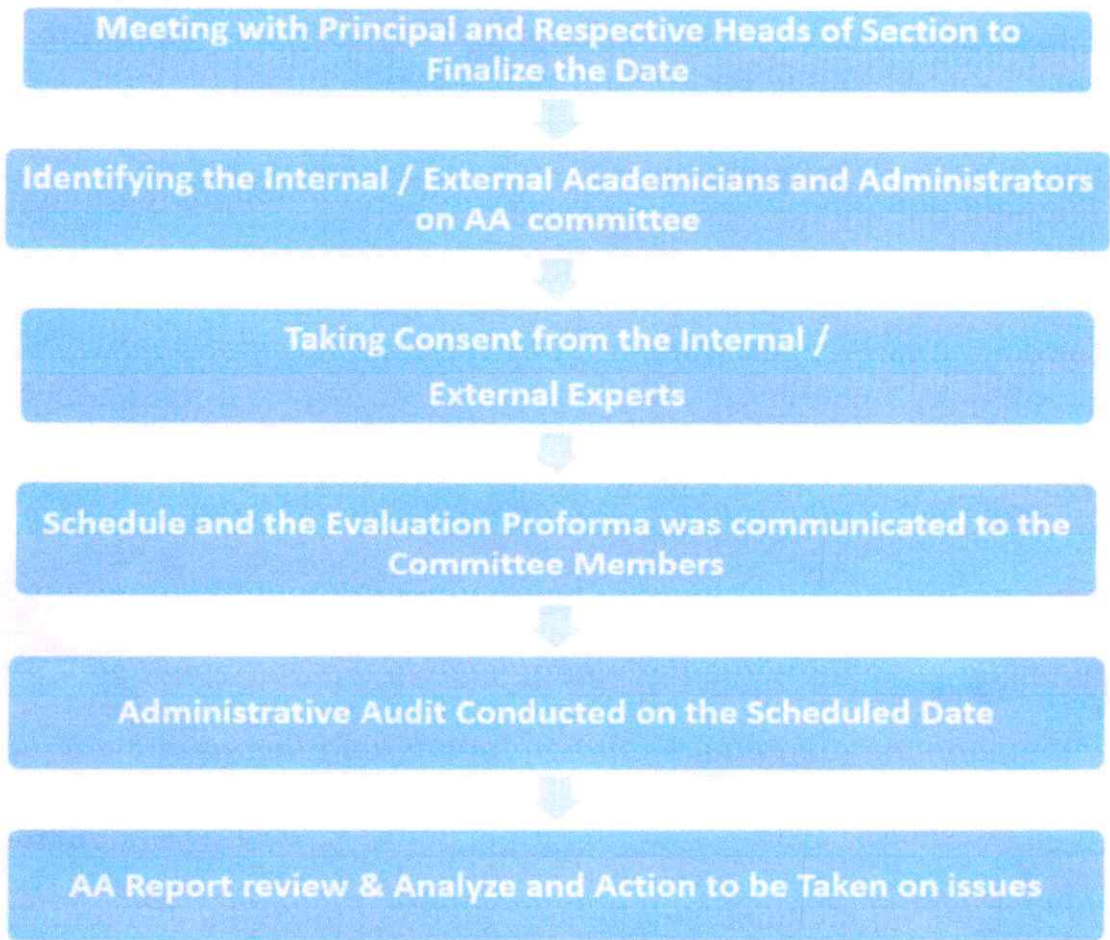 Meeting with Principal and Respective Heads of Section to
Finalize the Date
Identifying the Internal / External Academicians and Administrators
on AA committee
Taking Consent from the Internal /
External Experts
Schedule and the Evaluation Proforma was communicated to the
Committee Members
Administrative Audit Conducted on the Scheduled Date
AA Report review & Analyze and Action to be Taken on issues